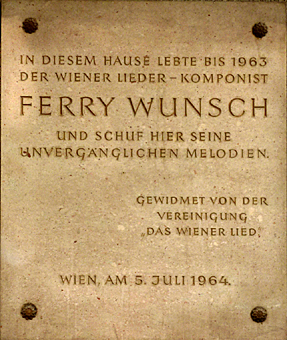 IN DIESEM HAUSE LEBTE BIS 1963
DER WIENER LIEDER-KOMPONIST
FERRY WUNSCH
UND SCHUF HIER SEINE
UNVERGÄNGLICHEN MELODIEN.
GEWIDMET VON DER
VEREINIGUNG
„DAS WIENER LIED"
WIEN, AM 5. JULI 1964.